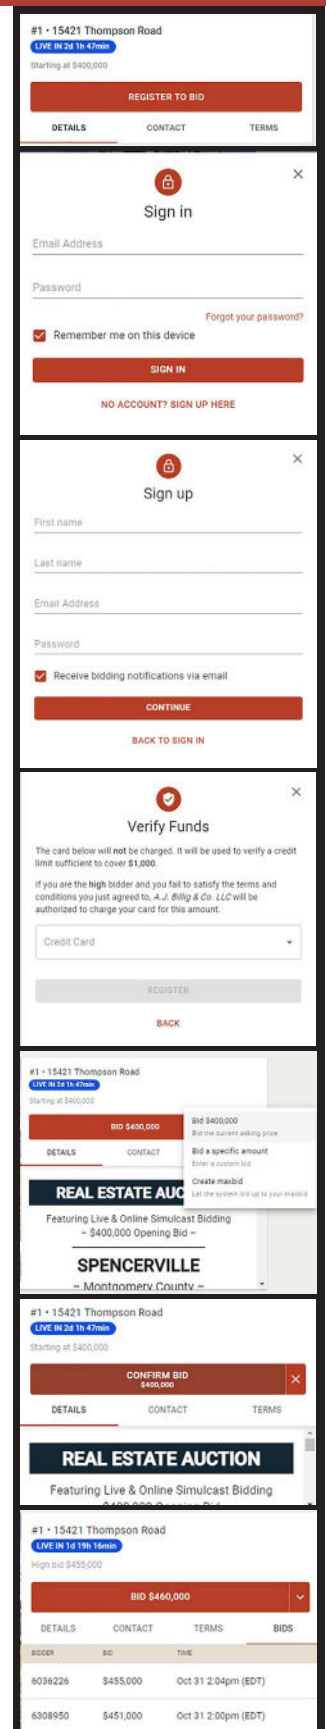 #1 • 15421 Thompson Road
LIVE IN 2d 1h 47min
Starting at $400,000
REGISTER TO BID
DETAILS CONTACT TERMS
Sign in
Email Address
Password
Forgot your password?
Remember me on this device
SIGN IN
NO ACCOUNT? SIGN UP HERE
Sign up
First name
Last name
Email Address
Password
Receive bidding notifications via email
CONTINUE
BACK TO SIGN IN
Verify Funds
The card below will not be charged. It will be used to verify a credit
limit sufficient to cover $1,000.
If you are the high bidder and you fail to satisfy the terms and
conditions you just agreed to, A.J. Billig & Co. LLC will be
authorized to charge your card for this amount.
Credit Card
REGISTER
BACK
#1 • 15421 Thompson Road
LIVE IN 2d 1h 47min
Starting at $400,000
BID $400,000
Bid $400,000
Bid the current asking price
Bid a specific amount
Enter a custom bid
Create maxbid
Let the system bid up to your maxbid
DETAILS CONTACT
REAL ESTATE AUC
Featuring Live & Online Simulcast Bidding
– $400,000 Opening Bid –
SPENCERVILLE
– Montgomery County –
#1 • 15421 Thompson Road
LIVE IN 2d 1h 47min
Starting at $400,000
CONFIRM BID
$400,000
DETAILS CONTACT TERMS
REAL ESTATE AUCTION
Featuring Live & Online Simulcast Bidding
$400,000 Opening Bid
#1 • 15421 Thompson Road
LIVE IN 1d 19h 16min
High bid $455,000
BID $460,000
DETAILS CONTACT TERMS BIDS
BIDDER BID TIME
6036226 $455,000 Oct 31 2:04pm (EDT)
6308950 $451,000 Oct 31 2:00pm (EDT)